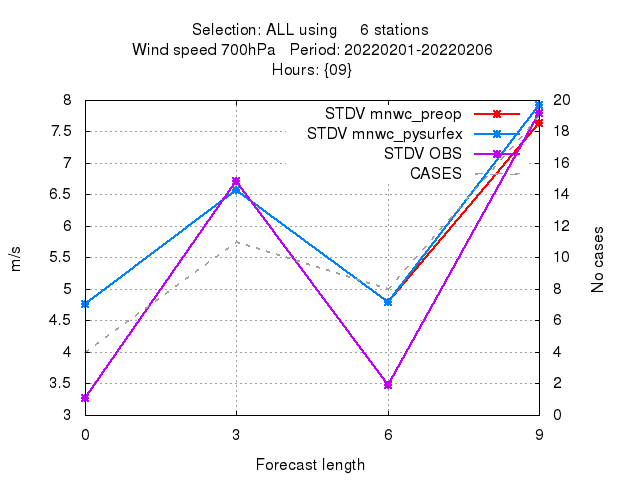 Selection: ALL using     6 stations
Wind speed 700hPa   Period: 20220201-20220206
Hours: {09}
STDV mnwc_preop
STDV mnwc_pysurfex
STDV OBS
CASES
8
7.5
7
6.5
6
5.5
5
4.5
4
3.5
3
m/s
20
18
16
14
12
10
8
6
4
2
0
No cases
0 3 6 9
Forecast length